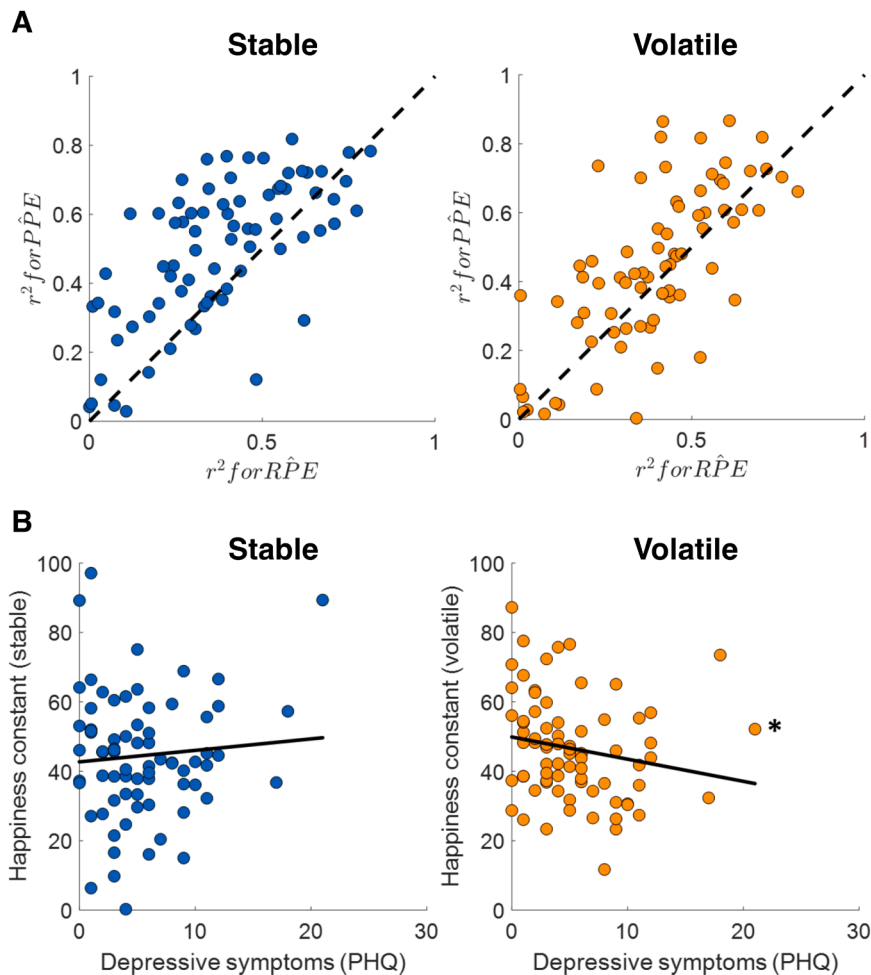 A
Stable
Volatile
1
0.8
0.6
0.4
0.2
0
0
0.5
1
r² for PP̂E
r² for RP̂E
1
0.8
0.6
0.4
0.2
0
0
0.5
1
r² for PP̂E
r² for RP̂E
B
Stable
Volatile
100
80
60
40
20
0
0
10
20
30
Happiness constant (stable)
Depressive symptoms (PHQ)
100
80
60
40
20
0
0
10
20
30
Happiness constant (volatile)
*
Depressive symptoms (PHQ)